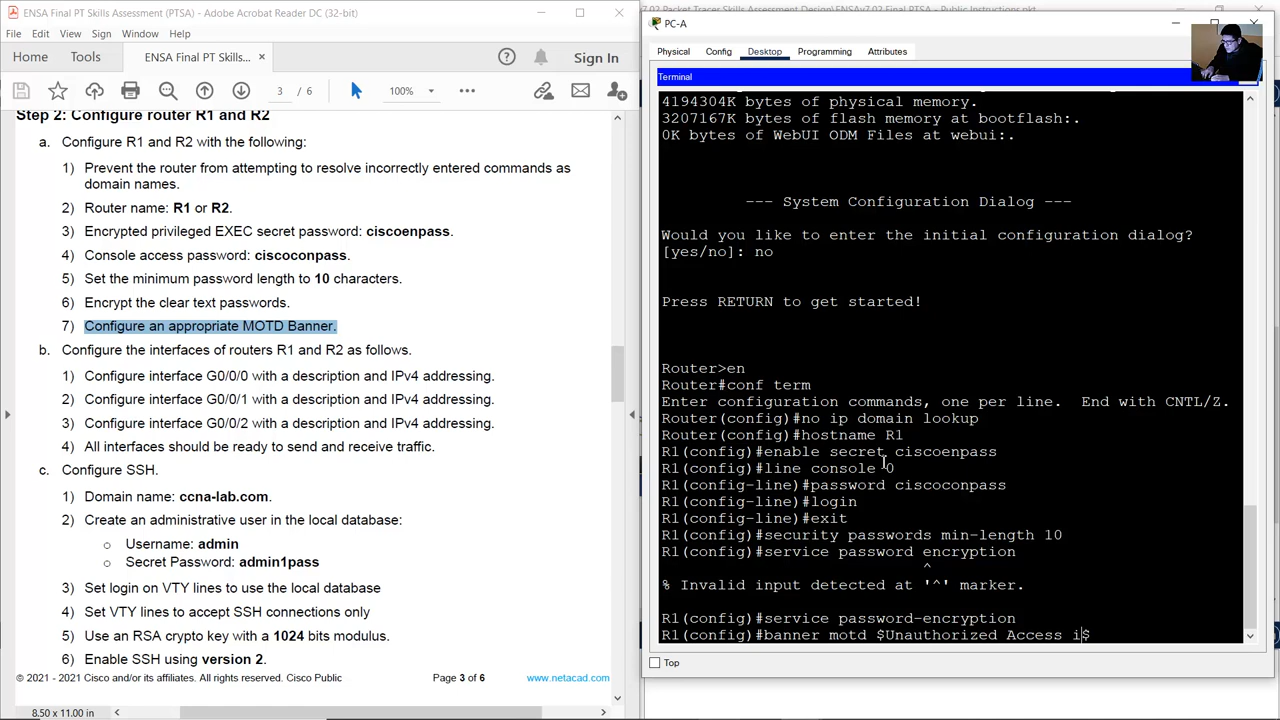 ENSA Final PT Skills Assessment (PTSA) - Adobe Acrobat Reader DC (32-bit)
File Edit View Sign Window Help
Home Tools ENSA Final PT Skills... × Sign In
3 / 6 100%
Step 2: Configure router R1 and R2
a. Configure R1 and R2 with the following:
1) Prevent the router from attempting to resolve incorrectly entered commands as
domain names.
2) Router name: R1 or R2.
3) Encrypted privileged EXEC secret password: ciscoenpass.
4) Console access password: ciscoconpass.
5) Set the minimum password length to 10 characters.
6) Encrypt the clear text passwords.
7) Configure an appropriate MOTD Banner.
b. Configure the interfaces of routers R1 and R2 as follows.
1) Configure interface G0/0/0 with a description and IPv4 addressing.
2) Configure interface G0/0/1 with a description and IPv4 addressing.
3) Configure interface G0/0/2 with a description and IPv4 addressing.
4) All interfaces should be ready to send and receive traffic.
c. Configure SSH.
1) Domain name: ccna-lab.com.
2) Create an administrative user in the local database:
o Username: admin
o Secret Password: admin1pass
3) Set login on VTY lines to use the local database
4) Set VTY lines to accept SSH connections only
5) Use an RSA crypto key with a 1024 bits modulus.
6) Enable SSH using version 2.
© 2021 - 2021 Cisco and/or its affiliates. All rights reserved. Cisco Public Page 3 of 6 www.netacad.com
8.50 x 11.00 in
PC-A
Physical Config Desktop Programming Attributes
Terminal
4194304K bytes of physical memory.
3207167K bytes of flash memory at bootflash:.
0K bytes of WebUI ODM Files at webui:.
--- System Configuration Dialog ---
Would you like to enter the initial configuration dialog?
[yes/no]: no
Press RETURN to get started!
Router>en
Router#conf term
Enter configuration commands, one per line. End with CNTL/Z.
Router(config)#no ip domain lookup
Router(config)#hostname R1
R1(config)#enable secret ciscoenpass
R1(config)#line console 0
R1(config-line)#password ciscoconpass
R1(config-line)#login
R1(config-line)#exit
R1(config)#security passwords min-length 10
R1(config)#service password encryption
^
% Invalid input detected at '^' marker.
R1(config)#service password-encryption
R1(config)#banner motd $Unauthorized Access i$
Top